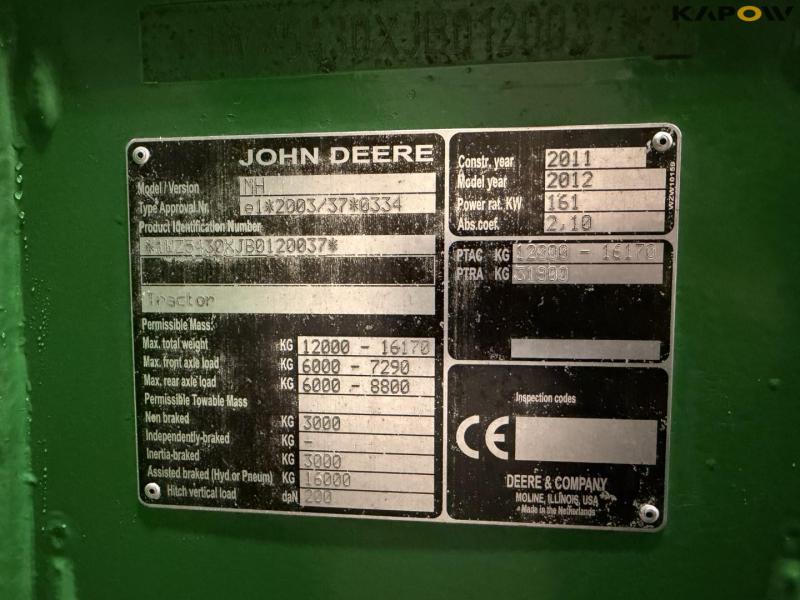 KAPOW
5430XJB0120037
JOHN DEERE
Model / Version NH
Type Approval Nr. e1*2003/37*0334
Product Identification Number
*1WZ5430XJB0120037*
Tractor
Permissible Mass:
Max. total weight KG 12000 - 16170
Max. front axle load KG 6000 - 7290
Max. rear axle load KG 6000 - 8800
Permissible Towable Mass
Non braked KG 3000
Independently-braked KG -
Inertia-braked KG 3000
Assisted braked (Hyd or Pneum) KG 16000
Hitch vertical load daN 200
Constr. year 2011
Model year 2012
Power rat. KW 161
Abs.coef. 2,10
PTAC KG 12000 - 16170
PTRA KG 31900
Inspection codes
CE
DEERE & COMPANY
MOLINE, ILLINOIS, USA
Made in the Netherlands